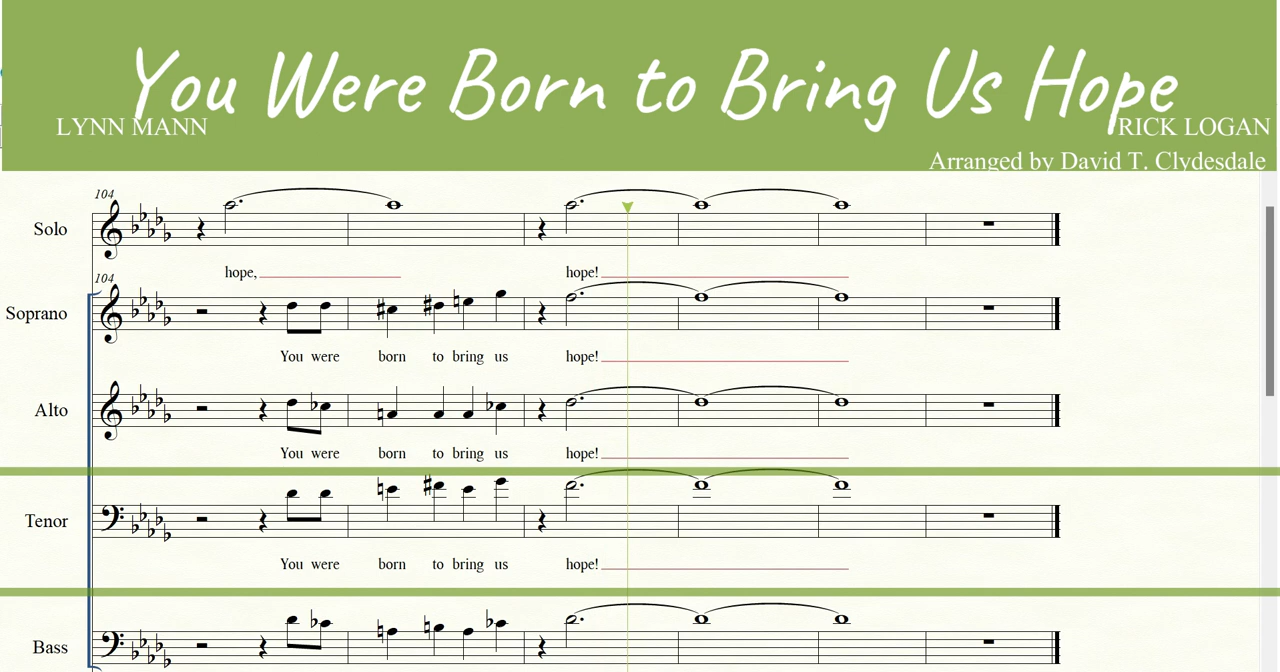 You Were Born to Bring Us Hope
LYNN MANN
RICK LOGAN
Arranged by David T. Clydesdale
104
Solo
hope,
hope!
104
Soprano
You were born to bring us hope!
Alto
You were born to bring us hope!
Tenor
You were born to bring us hope!
Bass